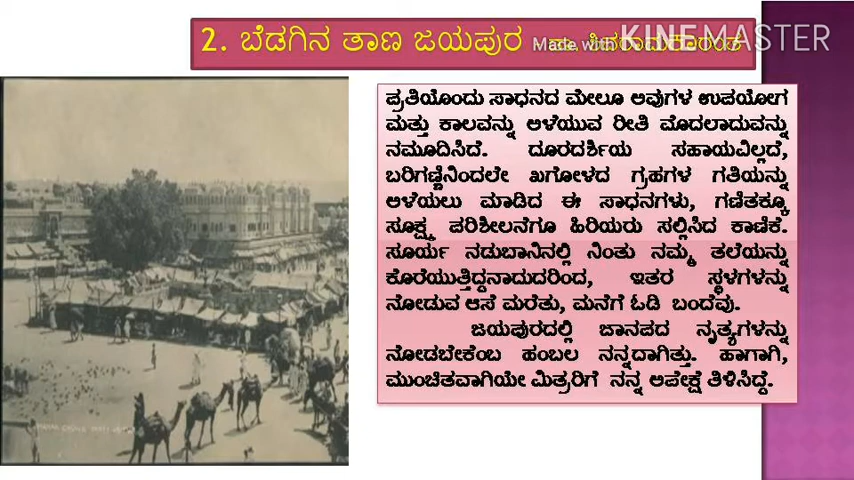 2. ಬೆಡಗಿನ ತಾಣ ಜಯಪುರ
Made with KINEMASTER
ಪ್ರತಿಯೊಂದು ಸಾಧನದ ಮೇಲೂ ಅವುಗಳ ಉಪಯೋಗ
ಮತ್ತು ಕಾಲವನ್ನು ಅಳೆಯುವ ರೀತಿ ಮೊದಲಾದುವನ್ನು
ನಮೂದಿಸಿದೆ. ದೂರದರ್ಶಿಯ ಸಹಾಯವಿಲ್ಲದೆ,
ಬರಿಗಣ್ಣಿನಿಂದಲೇ ಖಗೋಳದ ಗ್ರಹಗಳ ಗತಿಯನ್ನು
ಅಳೆಯಲು ಮಾಡಿದ ಈ ಸಾಧನಗಳು, ಗಣಿತಕ್ಕೂ
ಸೂಕ್ಷ್ಮ ಪರಿಶೀಲನೆಗೂ ಹಿರಿಯರು ಸಲ್ಲಿಸಿದ ಕಾಣಿಕೆ.
ಸೂರ್ಯ ನಡುಬಾನಿನಲ್ಲಿ ನಿಂತು ನಮ್ಮ ತಲೆಯನ್ನು
ಕೊರೆಯುತ್ತಿದ್ದನಾದುದರಿಂದ, ಇತರ ಸ್ಥಳಗಳನ್ನು
ನೋಡುವ ಆಸೆ ಮರೆತು, ಮನೆಗೆ ಓಡಿ ಬಂದೆವು.
ಜಯಪುರದಲ್ಲಿ ಜಾನಪದ ನೃತ್ಯಗಳನ್ನು
ನೋಡಬೇಕೆಂಬ ಹಂಬಲ ನನ್ನದಾಗಿತ್ತು. ಹಾಗಾಗಿ,
ಮುಂಚಿತವಾಗಿಯೇ ಮಿತ್ರರಿಗೆ ನನ್ನ ಅಪೇಕ್ಷೆ ತಿಳಿಸಿದ್ದೆ.